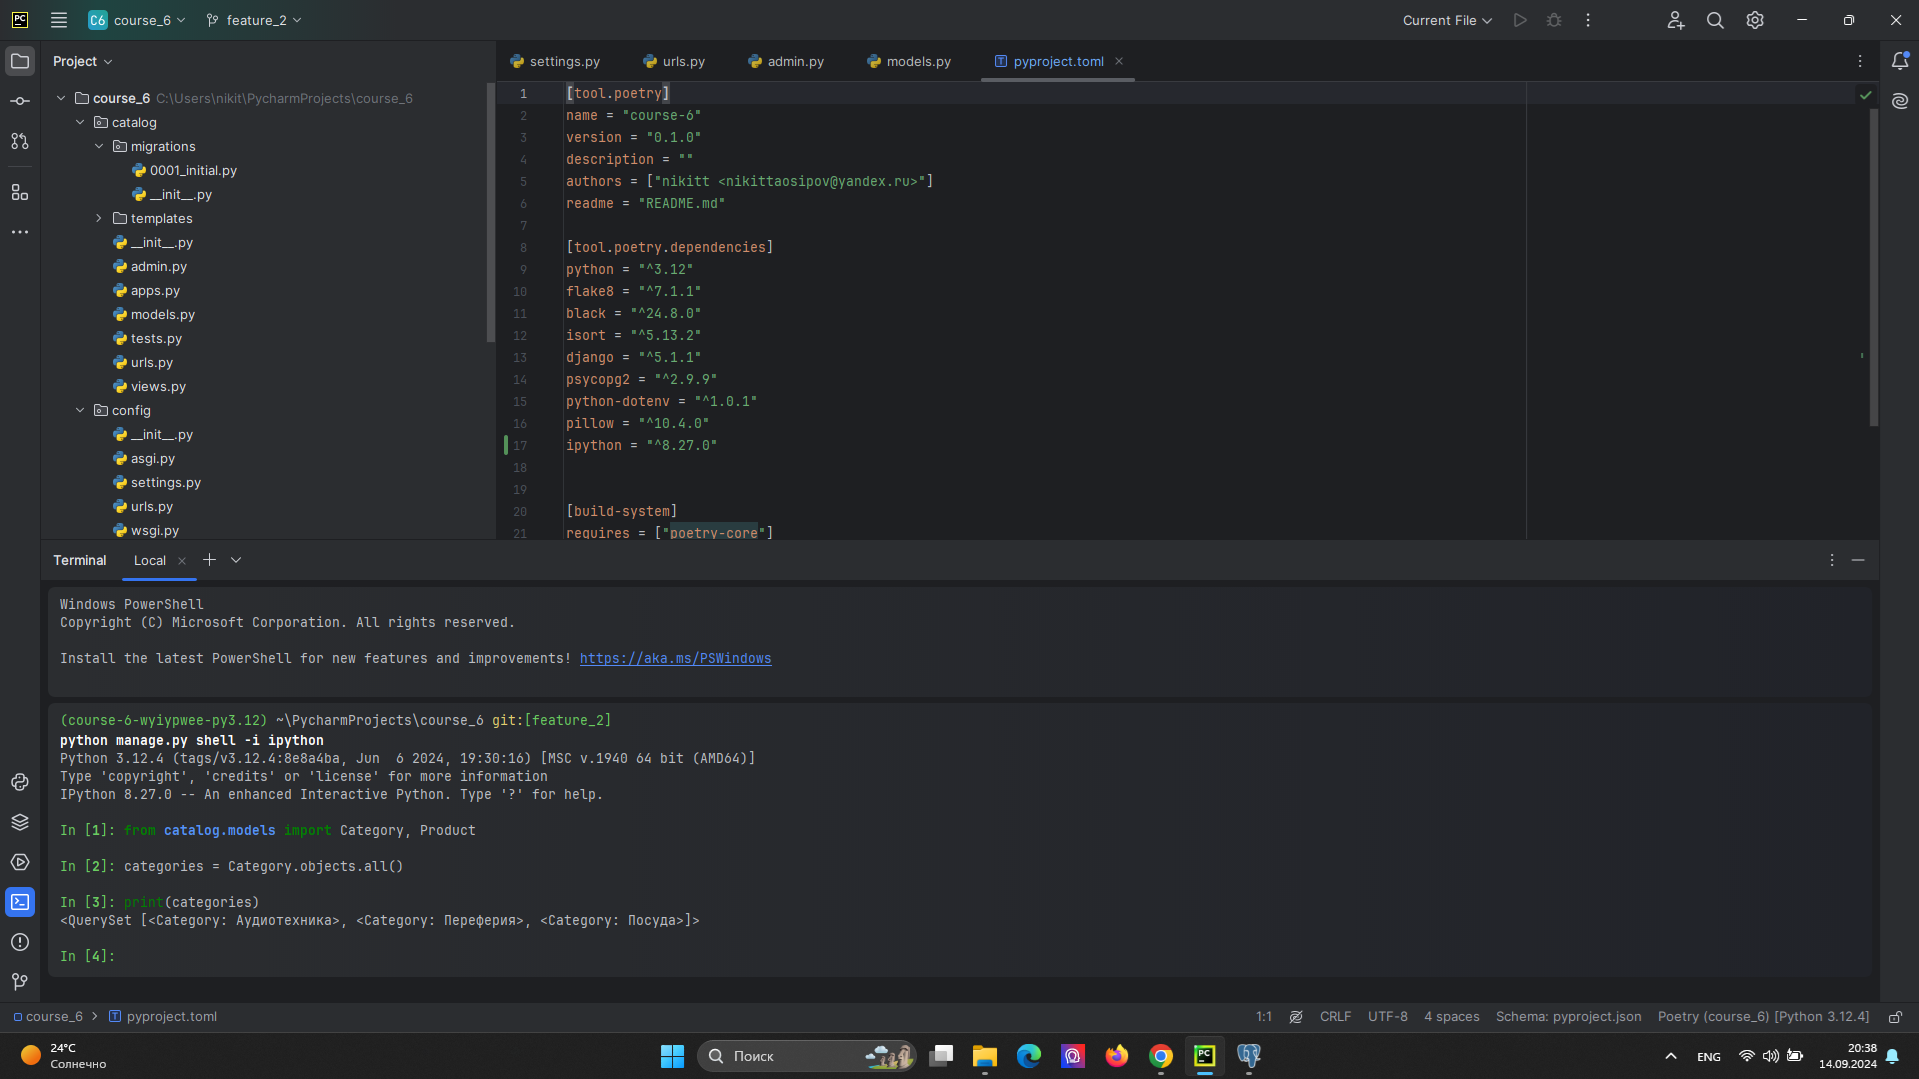 C6 course_6 feature_2 Current File
Project
course_6 C:\Users\nikit\PycharmProjects\course_6
catalog
migrations
0001_initial.py
__init__.py
templates
__init__.py
admin.py
apps.py
models.py
tests.py
urls.py
views.py
config
__init__.py
asgi.py
settings.py
urls.py
wsgi.py
settings.py urls.py admin.py models.py pyproject.toml
1 [tool.poetry]
2 name = "course-6"
3 version = "0.1.0"
4 description = ""
5 authors = ["nikitt <nikittaosipov@yandex.ru>"]
6 readme = "README.md"
7
8 [tool.poetry.dependencies]
9 python = "^3.12"
10 flake8 = "^7.1.1"
11 black = "^24.8.0"
12 isort = "^5.13.2"
13 django = "^5.1.1"
14 psycopg2 = "^2.9.9"
15 python-dotenv = "^1.0.1"
16 pillow = "^10.4.0"
17 ipython = "^8.27.0"
18
19
20 [build-system]
21 requires = ["poetry-core"]
Terminal Local
Windows PowerShell
Copyright (C) Microsoft Corporation. All rights reserved.
Install the latest PowerShell for new features and improvements! https://aka.ms/PSWindows
(course-6-wyiypwee-py3.12) ~\PycharmProjects\course_6 git:[feature_2]
python manage.py shell -i ipython
Python 3.12.4 (tags/v3.12.4:8e8a4ba, Jun  6 2024, 19:30:16) [MSC v.1940 64 bit (AMD64)]
Type 'copyright', 'credits' or 'license' for more information
IPython 8.27.0 -- An enhanced Interactive Python. Type '?' for help.
In [1]: from catalog.models import Category, Product
In [2]: categories = Category.objects.all()
In [3]: print(categories)
<QuerySet [<Category: Аудиотехника>, <Category: Переферия>, <Category: Посуда>]>
In [4]:
course_6 > pyproject.toml 1:1 CRLF UTF-8 4 spaces Schema: pyproject.json Poetry (course_6) [Python 3.12.4]
24°C
Солнечно
Поиск
ENG
20:38
14.09.2024